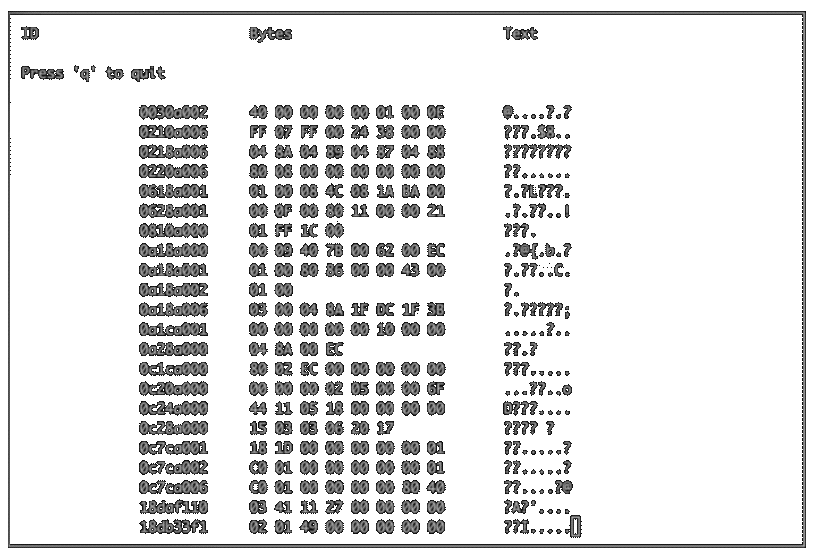 ID Bytes Text
Press 'q' to quit
0030a002 40 00 00 00 00 01 00 0E @....?.?
0210a006 FF 07 FF 00 24 38 00 00 ???.$8..
0218a006 04 8A 04 89 04 87 04 88 ????????
0220a006 80 08 00 00 00 00 00 00 ??......
0618a001 01 00 08 4C 08 1A BA 00 ?.?L???.
0628a001 00 0F 00 80 11 00 00 21 .?.??..!
0810a000 01 FF 1C 00 ???.
0a18a000 00 09 40 7B 00 62 00 EC .?@{.b.?
0a18a001 01 00 80 86 00 00 43 00 ?.??..C.
0a18a002 01 00 ?.
0a18a006 03 00 04 8A 1F DC 1F 3B ?.?????;
0a1ca001 00 00 00 00 00 10 00 00 .....?..
0a28a000 04 8A 00 EC ??.?
0c1ca000 80 02 8C 00 00 00 00 00 ???.....
0c20a000 00 00 00 02 05 00 00 6F ...??..o
0c24a000 44 11 05 18 00 00 00 00 D???....
0c28a000 15 03 03 06 20 17 ???? ?
0c7ca001 18 1D 00 00 00 00 00 01 ??.....?
0c7ca002 C0 01 00 00 00 00 00 01 ??.....?
0c7ca006 C0 01 00 00 00 00 80 40 ??....?@
18daf110 03 41 11 27 00 00 00 00 ?A?'....
18db33f1 02 01 49 00 00 00 00 00 ??I.....